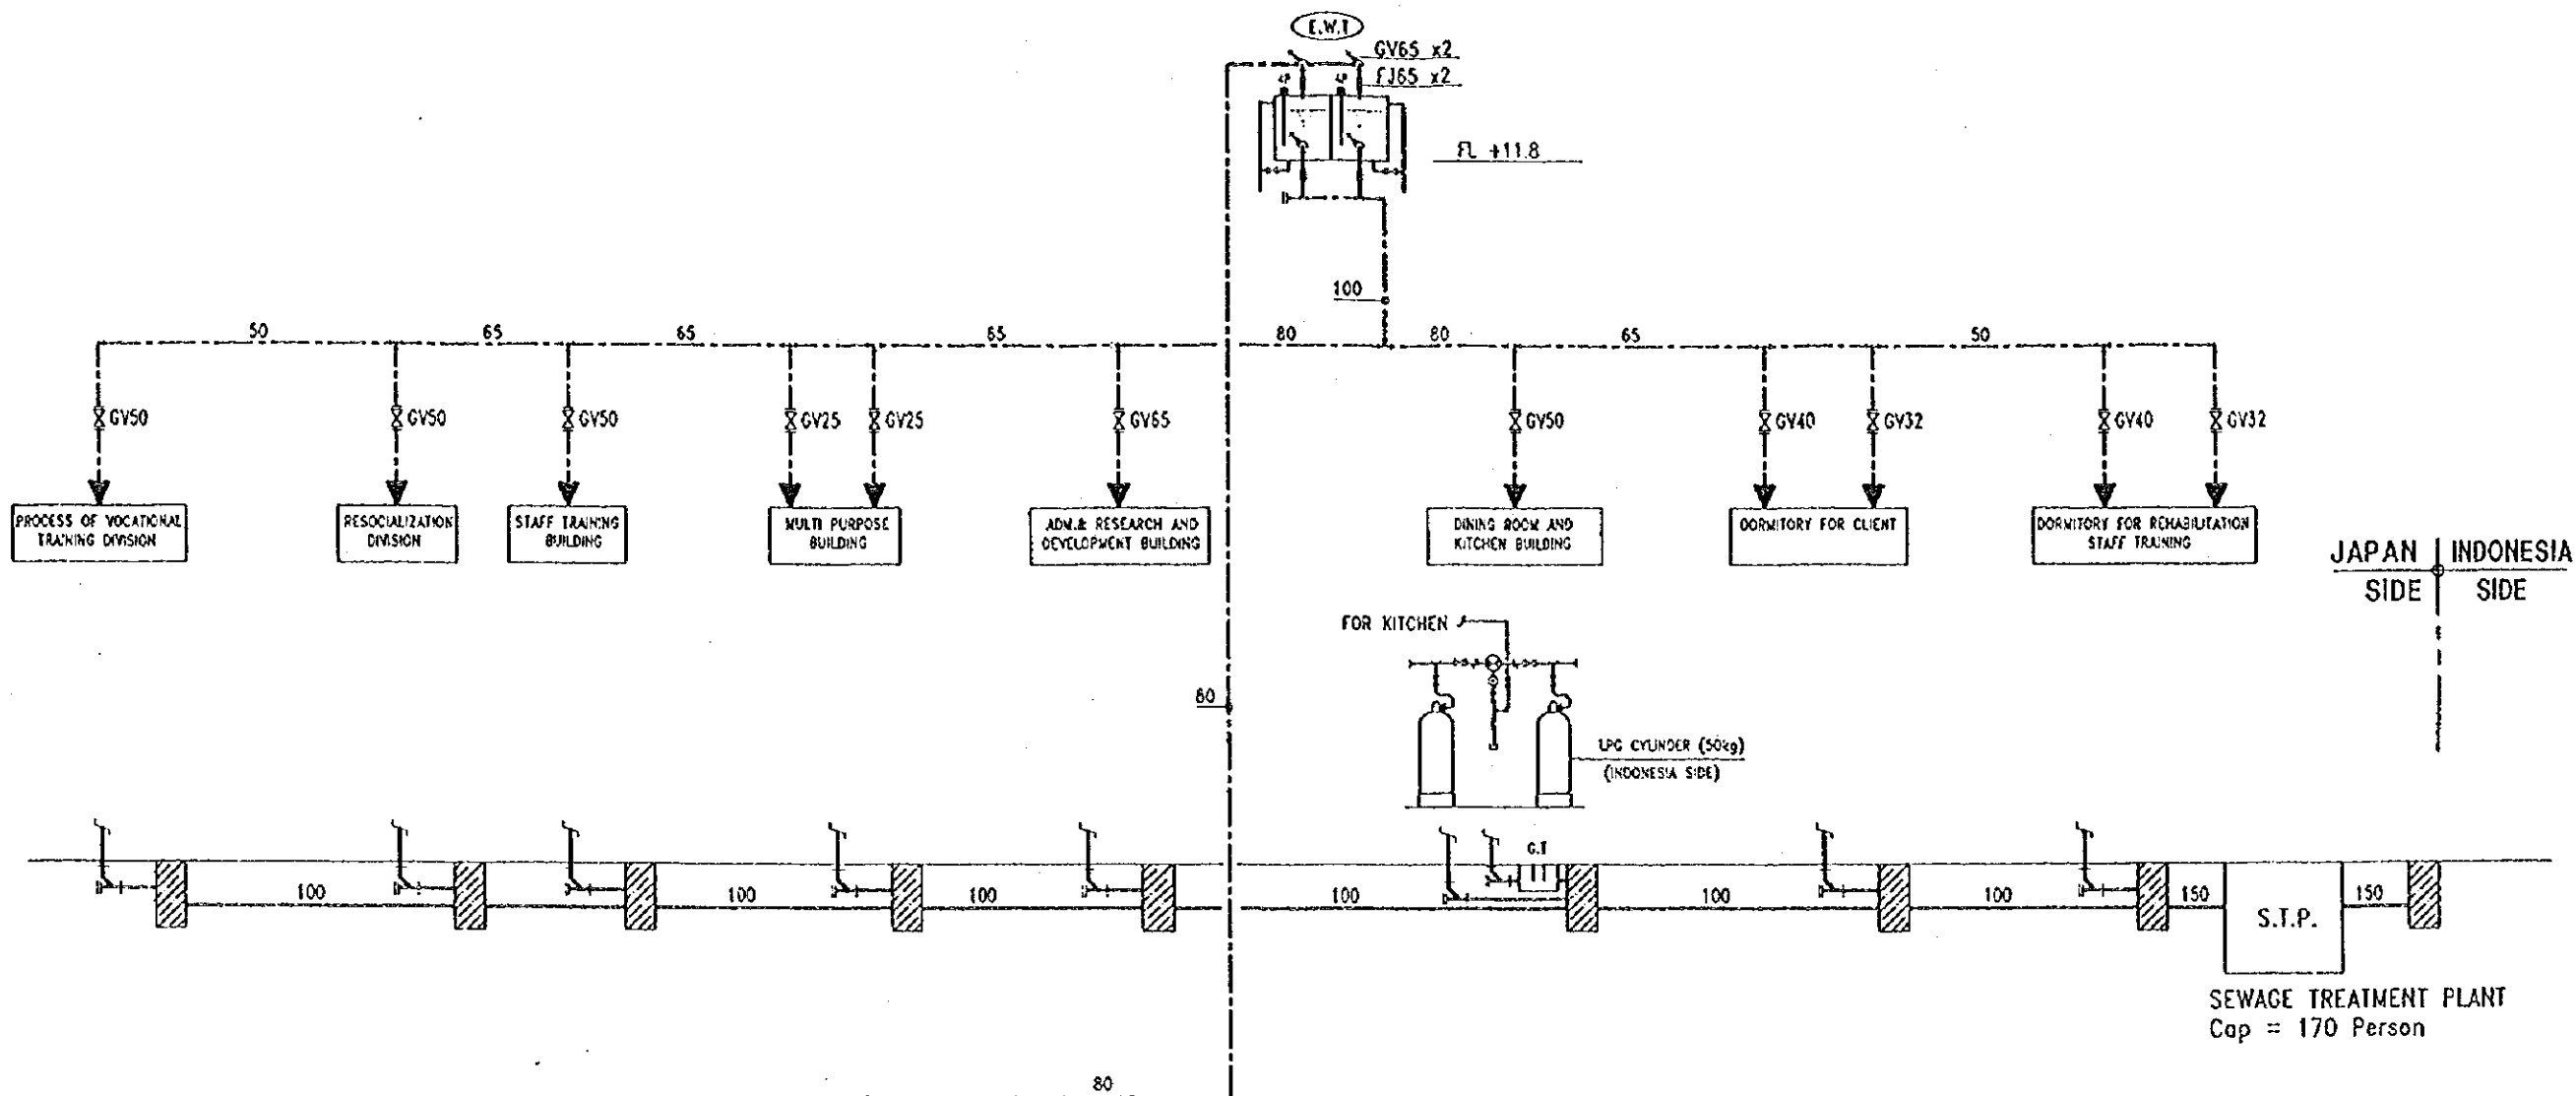 E.W.T
GV65 x2
FJ65 x2
FL +11.8
100
50
65
65
65
80
80
65
50
GV50
GV50
GV50
GV25
GV25
GV65
GV50
GV40
GV32
GV40
GV32
PROCESS OF VOCATIONAL
TRAINING DIVISION
RESOCIALIZATION
DIVISION
STAFF TRAINING
BUILDING
MULTI PURPOSE
BUILDING
ADM.& RESEARCH AND
DEVELOPMENT BUILDING
DINING ROOM AND
KITCHEN BUILDING
DORMITORY FOR CLIENT
DORMITORY FOR REHABILITATION
STAFF TRAINING
JAPAN
SIDE
INDONESIA
SIDE
FOR KITCHEN
80
LPG CYLINDER (50kg)
(INDONESIA SIDE)
G.T
100
100
100
100
100
100
150
S.T.P.
150
SEWAGE TREATMENT PLANT
Cap = 170 Person
80